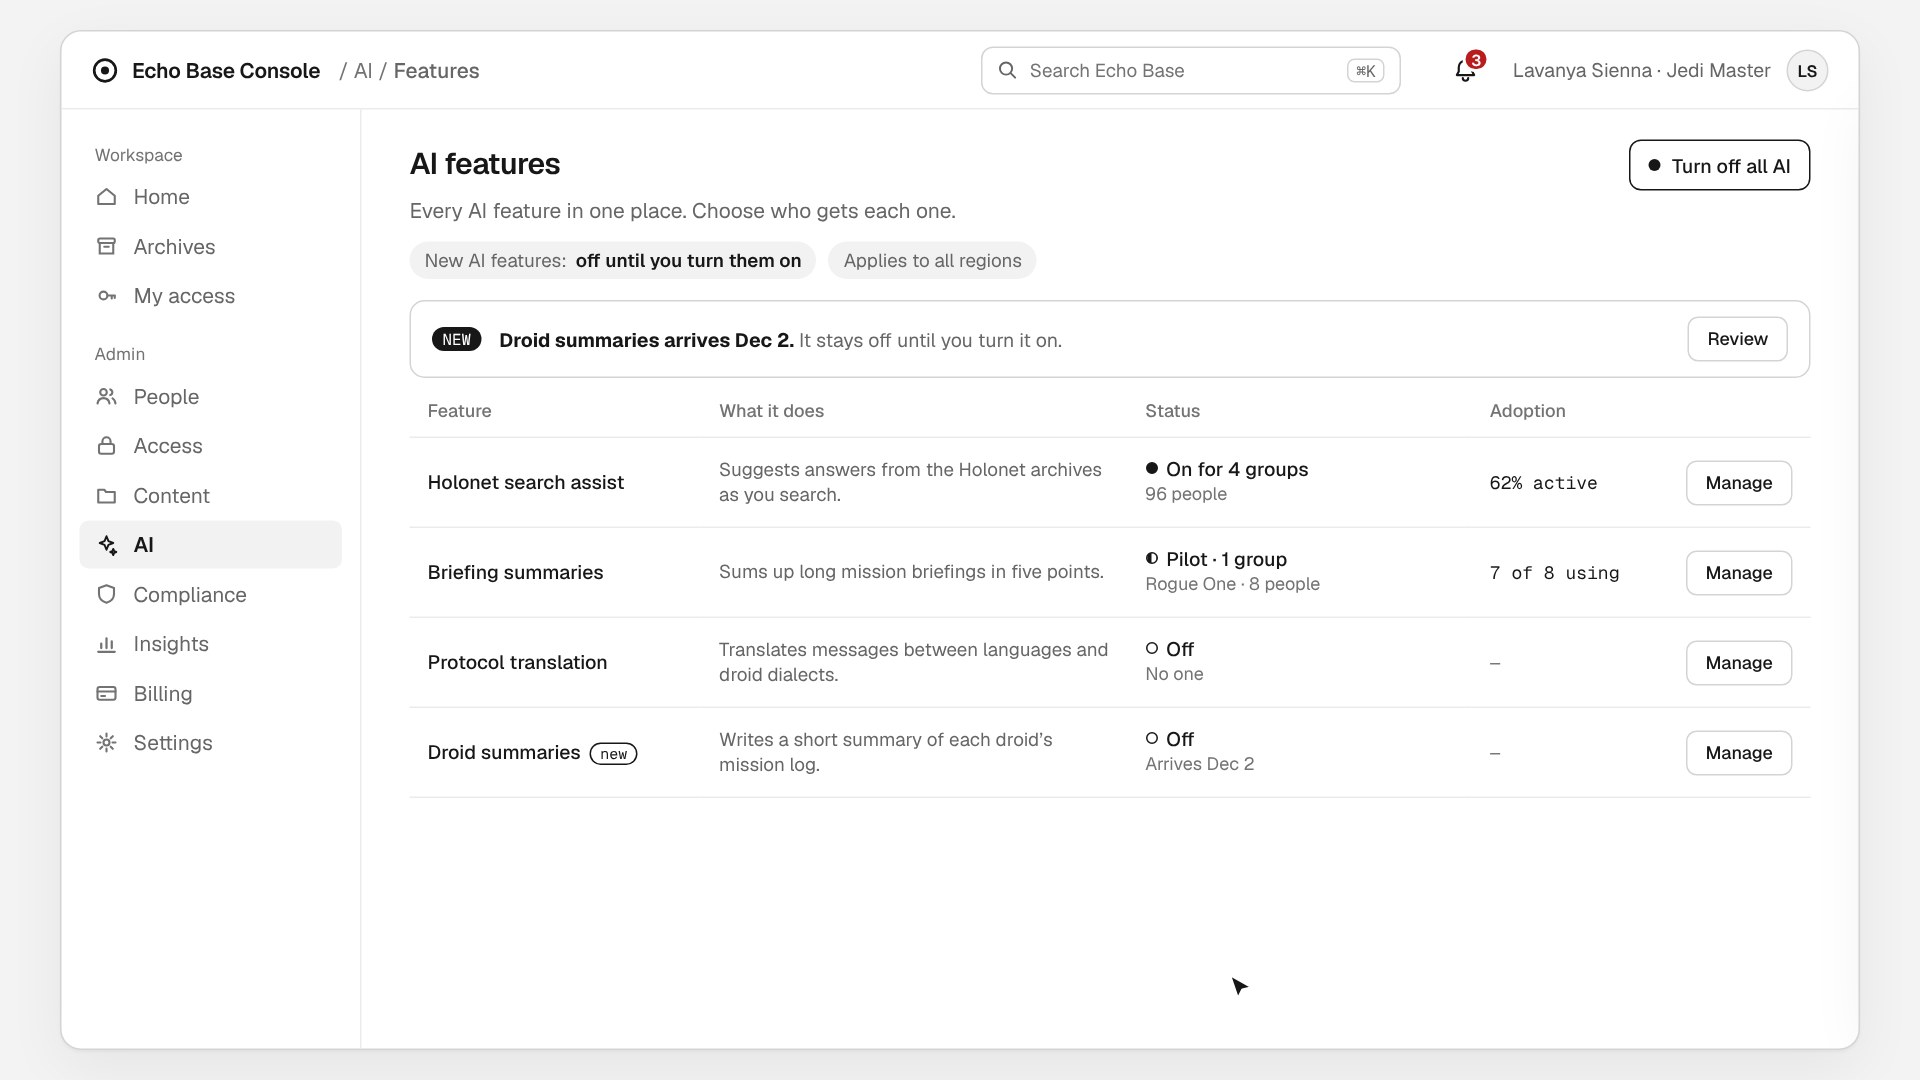 Echo Base Console / AI / Features
Search Echo Base ⌘K
3
Lavanya Sienna · Jedi Master LS
Workspace
Home
Archives
My access
Admin
People
Access
Content
AI
Compliance
Insights
Billing
Settings
AI features
Turn off all AI
Every AI feature in one place. Choose who gets each one.
New AI features: off until you turn them on
Applies to all regions
NEW Droid summaries arrives Dec 2. It stays off until you turn it on. Review
Feature What it does Status Adoption
Holonet search assist
Suggests answers from the Holonet archives
as you search.
On for 4 groups
96 people
62% active
Manage
Briefing summaries
Sums up long mission briefings in five points.
Pilot · 1 group
Rogue One · 8 people
7 of 8 using
Manage
Protocol translation
Translates messages between languages and
droid dialects.
Off
No one
–
Manage
Droid summaries new
Writes a short summary of each droid’s
mission log.
Off
Arrives Dec 2
–
Manage